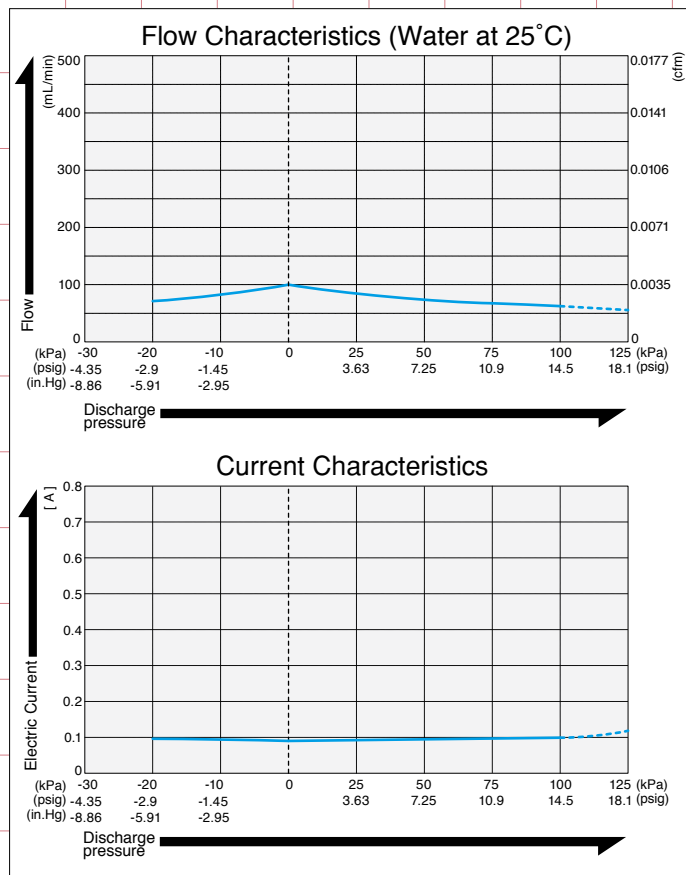 Flow Characteristics (Water at 25˚C)
(mL/min)
500
400
300
200
100
0
Flow
0.0177
0.0141
0.0106
0.0071
0.0035
0
(cfm)
(kPa) -30 -20 -10 0 25 50 75 100 125 (kPa)
(psig) -4.35 -2.9 -1.45 3.63 7.25 10.9 14.5 18.1 (psig)
(in.Hg) -8.86 -5.91 -2.95
Discharge
pressure
Current Characteristics
[ A ]
0.8
0.7
0.6
0.5
0.4
0.3
0.2
0.1
0
Electric Current
(kPa) -30 -20 -10 0 25 50 75 100 125 (kPa)
(psig) -4.35 -2.9 -1.45 3.63 7.25 10.9 14.5 18.1 (psig)
(in.Hg) -8.86 -5.91 -2.95
Discharge
pressure